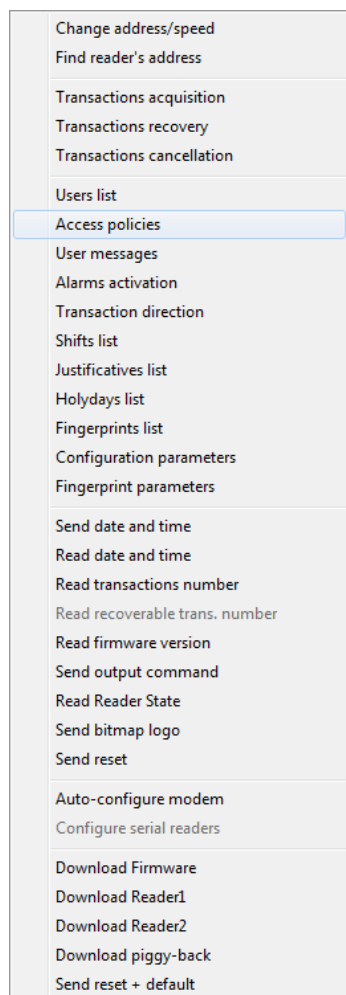 Change address/speed
Find reader's address
Transactions acquisition
Transactions recovery
Transactions cancellation
Users list
Access policies
User messages
Alarms activation
Transaction direction
Shifts list
Justificatives list
Holydays list
Fingerprints list
Configuration parameters
Fingerprint parameters
Send date and time
Read date and time
Read transactions number
Read recoverable trans. number
Read firmware version
Send output command
Read Reader State
Send bitmap logo
Send reset
Auto-configure modem
Configure serial readers
Download Firmware
Download Reader1
Download Reader2
Download piggy-back
Send reset + default